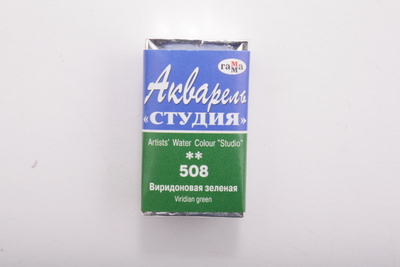 гамма
Акварель
«СТУДИЯ»
Artists' Water Colour "Studio"
**
508
Виридоновая зеленая
Viridian green